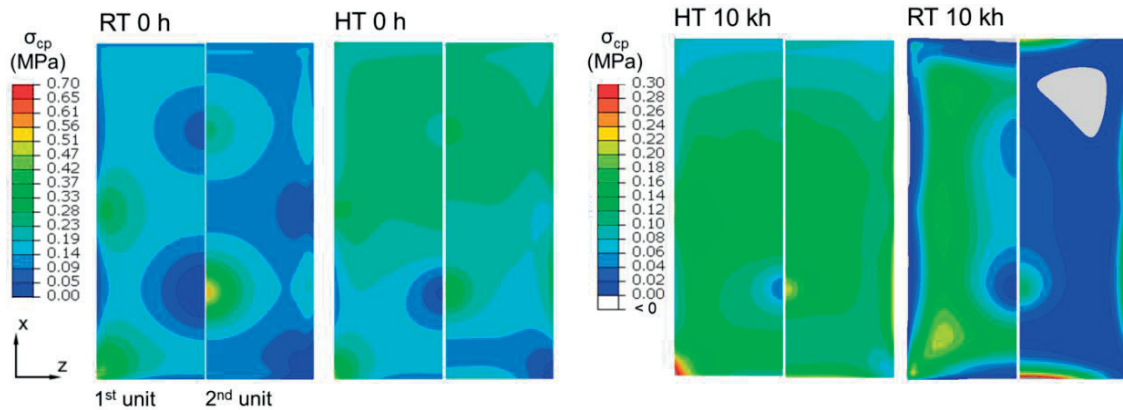 RT 0 h
HT 0 h
HT 10 kh
RT 10 kh
σcp
(MPa)
0.70
0.65
0.61
0.56
0.51
0.47
0.42
0.37
0.33
0.28
0.23
0.19
0.14
0.09
0.05
0.00
x
z
1st unit
2nd unit
σcp
(MPa)
0.30
0.28
0.26
0.24
0.22
0.20
0.18
0.16
0.14
0.12
0.10
0.08
0.06
0.04
0.02
0.00
< 0